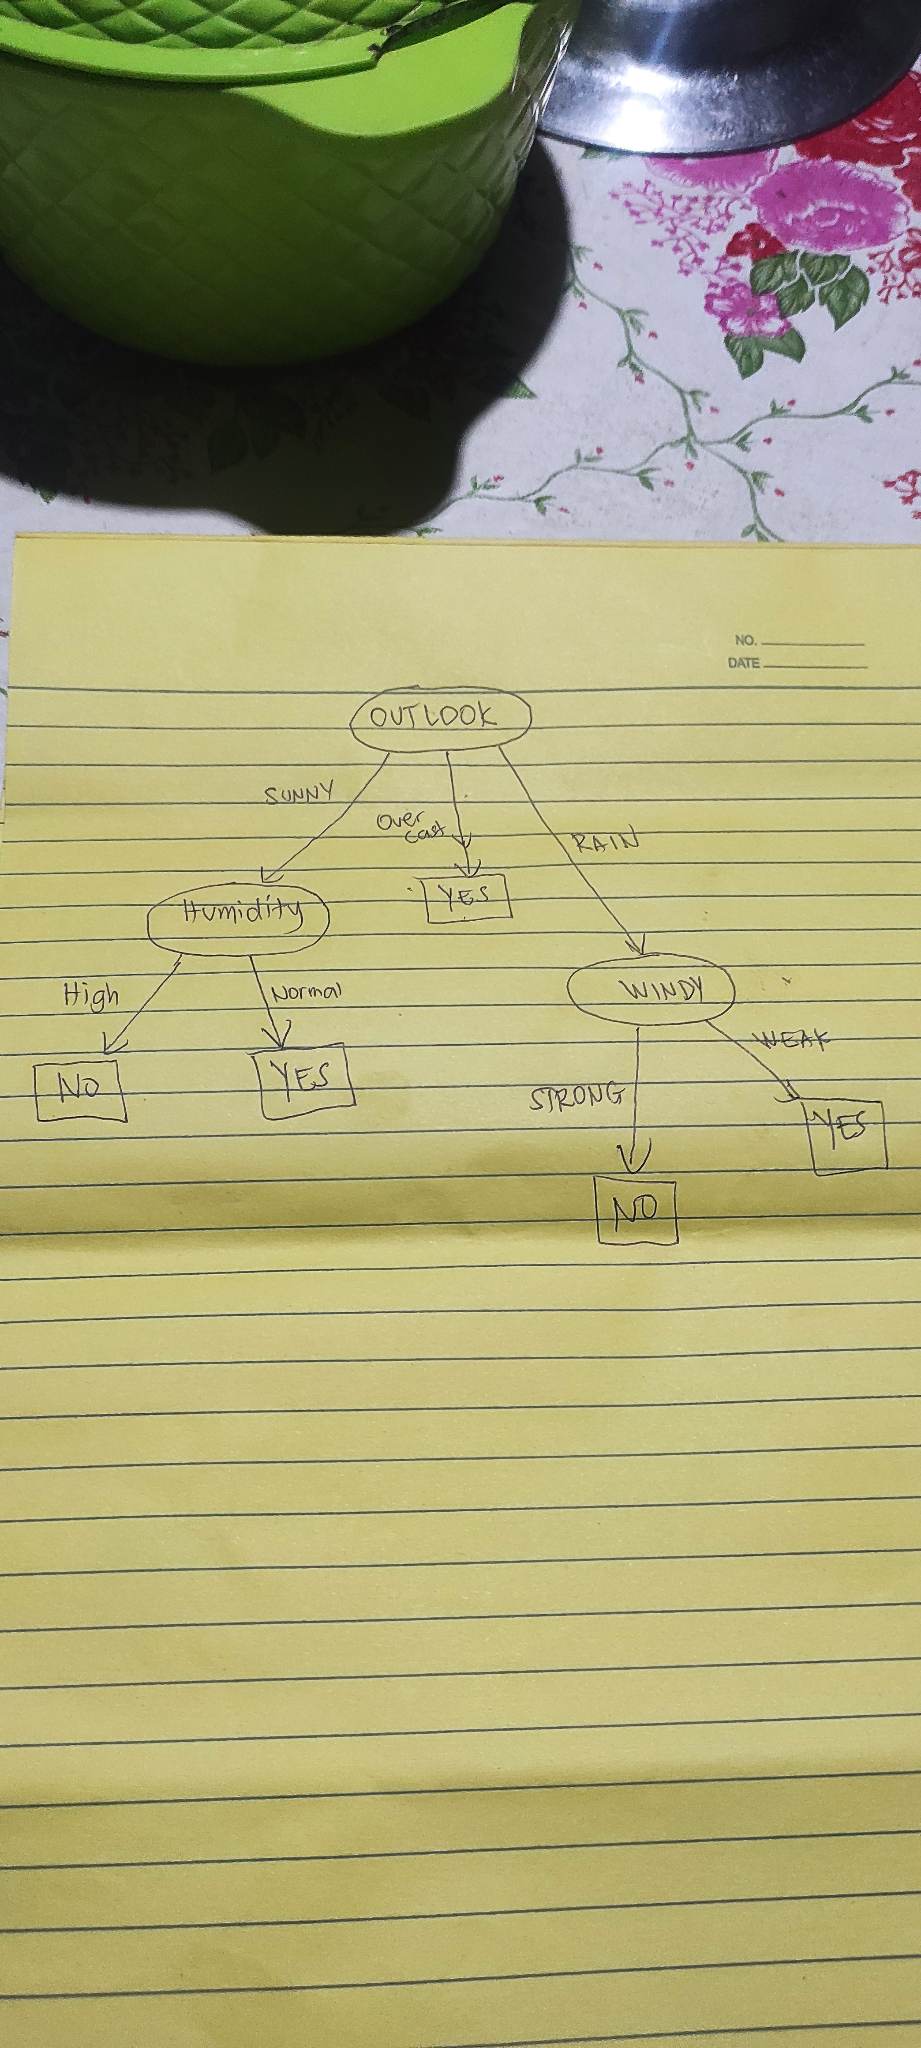 NO.
DATE
OUTLOOK
SUNNY
Over
Cast
RAIN
Humidity
YES
High
Normal
WINDY
NO
YES
STRONG
WEAK
YES
NO